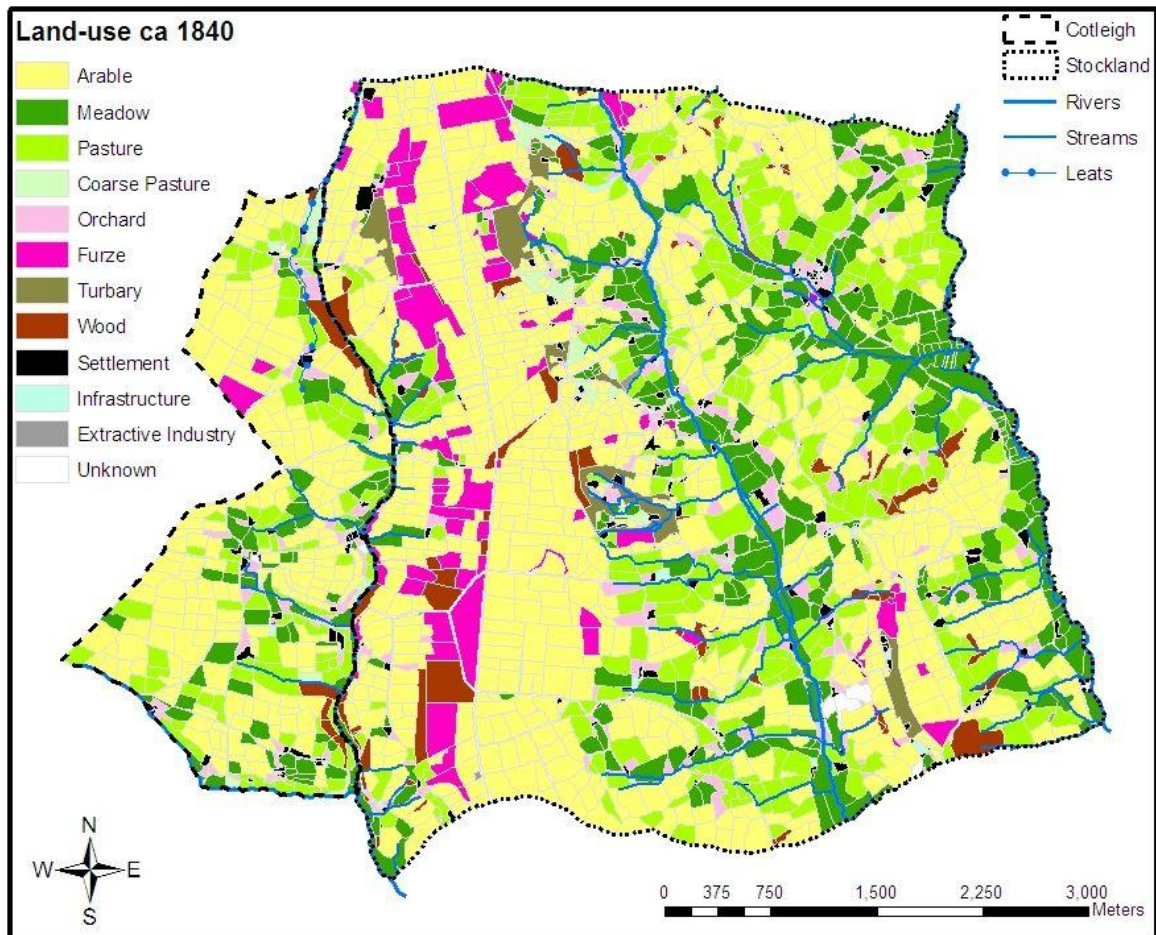 Land-use ca 1840
Arable
Meadow
Pasture
Coarse Pasture
Orchard
Furze
Turbary
Wood
Settlement
Infrastructure
Extractive Industry
Unknown
Cotleigh
Stockland
Rivers
Streams
Leats
N
W E
S
0 375 750 1,500 2,250 3,000
Meters